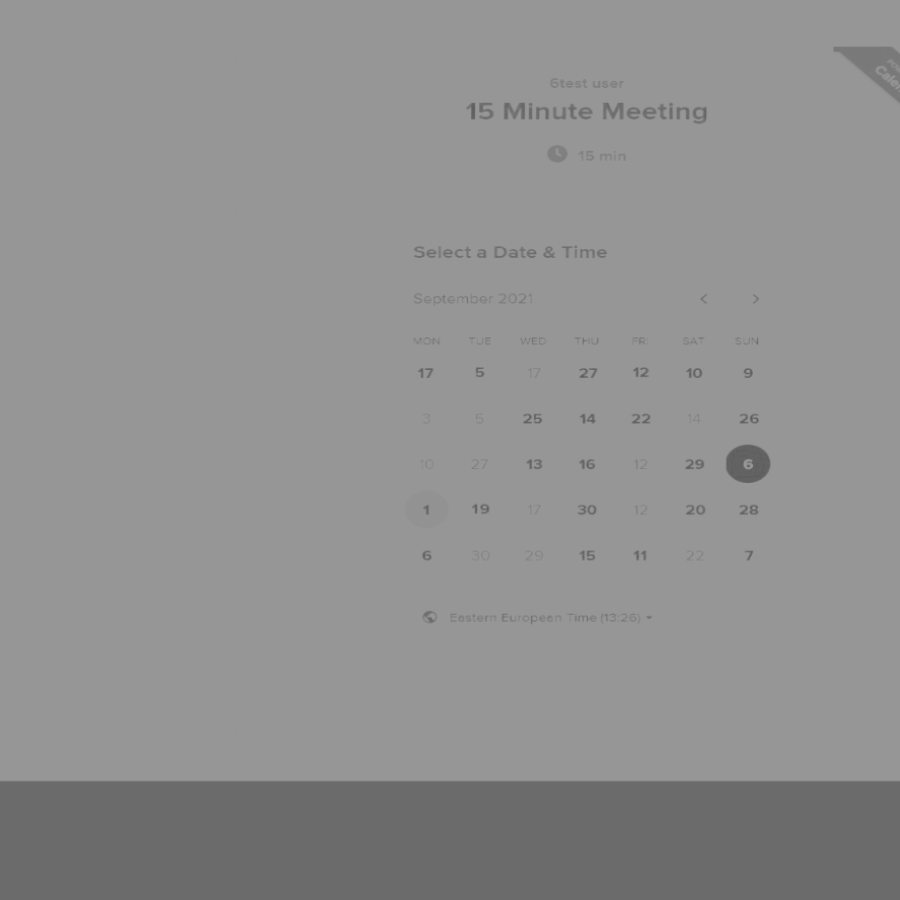 6test user
15 Minute Meeting
15 min
Select a Date & Time
September 2021
MON TUE WED THU FRI SAT SUN
17 5 17 27 12 10 9
3 5 25 14 22 14 26
10 27 13 16 12 29 6
1 19 17 30 12 20 28
6 30 29 15 11 22 7
Eastern European Time (13:26)